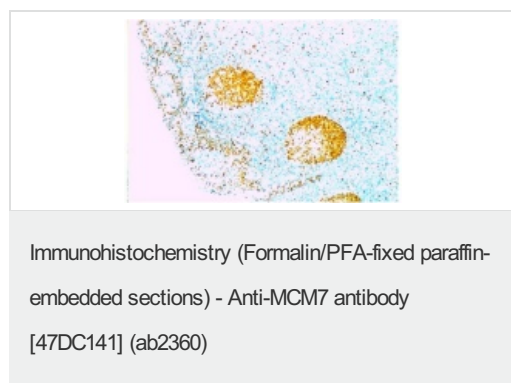 Immunohistochemistry (Formalin/PFA-fixed paraffin-
embedded sections) - Anti-MCM7 antibody
[47DC141] (ab2360)